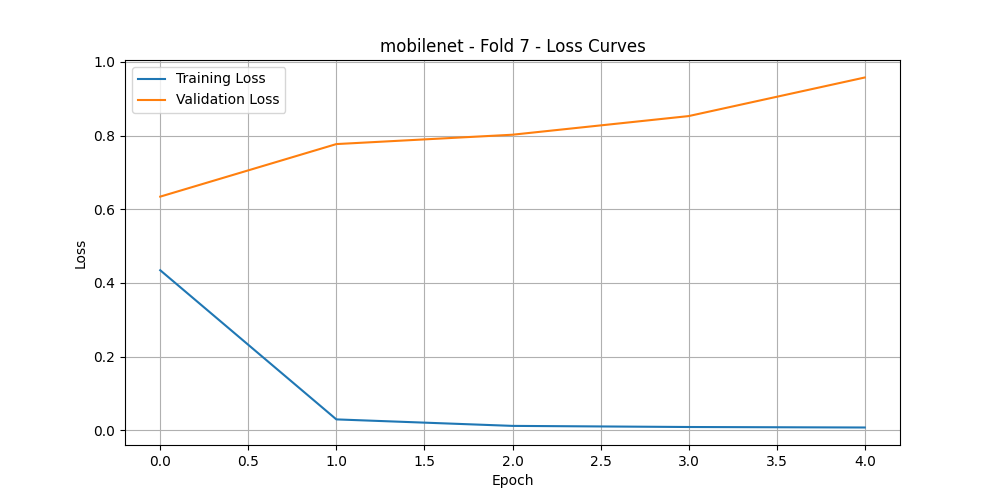 mobilenet - Fold 7 - Loss Curves
Training Loss
Validation Loss
Loss
1.0
0.8
0.6
0.4
0.2
0.0
0.0 0.5 1.0 1.5 2.0 2.5 3.0 3.5 4.0
Epoch